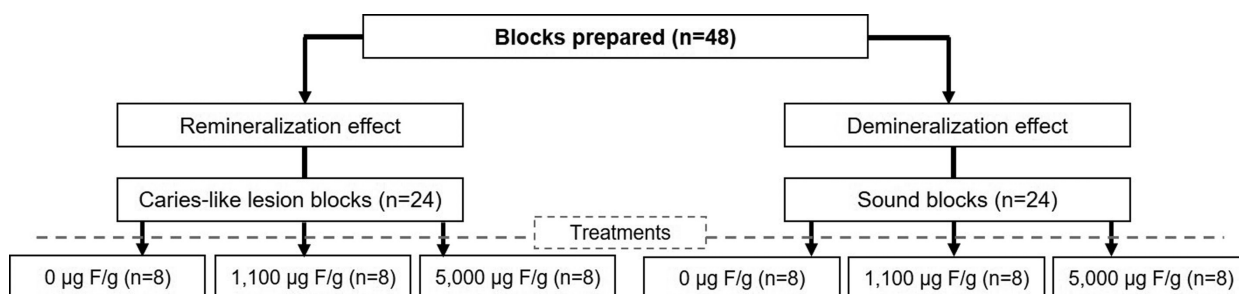 Blocks prepared (n=48)
Remineralization effect
Demineralization effect
Caries-like lesion blocks (n=24)
Sound blocks (n=24)
Treatments
0 µg F/g (n=8)
1,100 µg F/g (n=8)
5,000 µg F/g (n=8)
0 µg F/g (n=8)
1,100 µg F/g (n=8)
5,000 µg F/g (n=8)